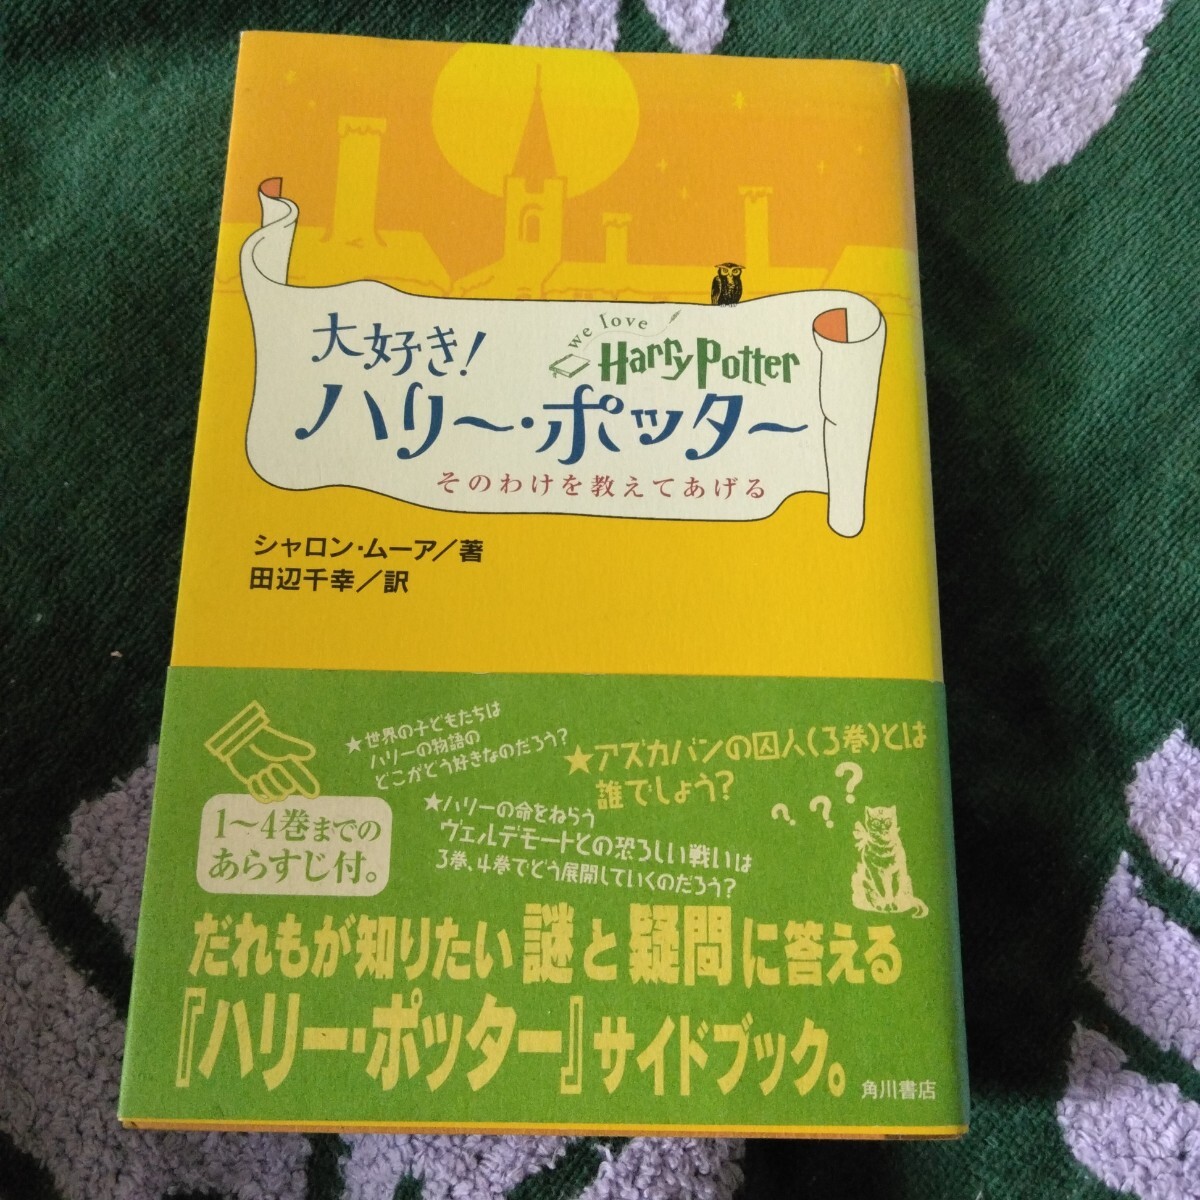 大好き!
we love
Harry Potter
ハリー・ポッター
そのわけを教えてあげる
シャロン・ムーア/著
田辺千幸/訳
★世界の子どもたちは
ハリーの物語の
どこがどう好きなのだろう?
★アズカバンの囚人(3巻)とは
誰でしょう?
? ? ?
★ハリーの命をねらう
ヴェルデモートとの恐ろしい戦いは
3巻、4巻でどう展開していくのだろう?
1〜4巻までの
あらすじ付。
だれもが知りたい謎と疑問に答える
『ハリー・ポッター』サイドブック。
角川書店